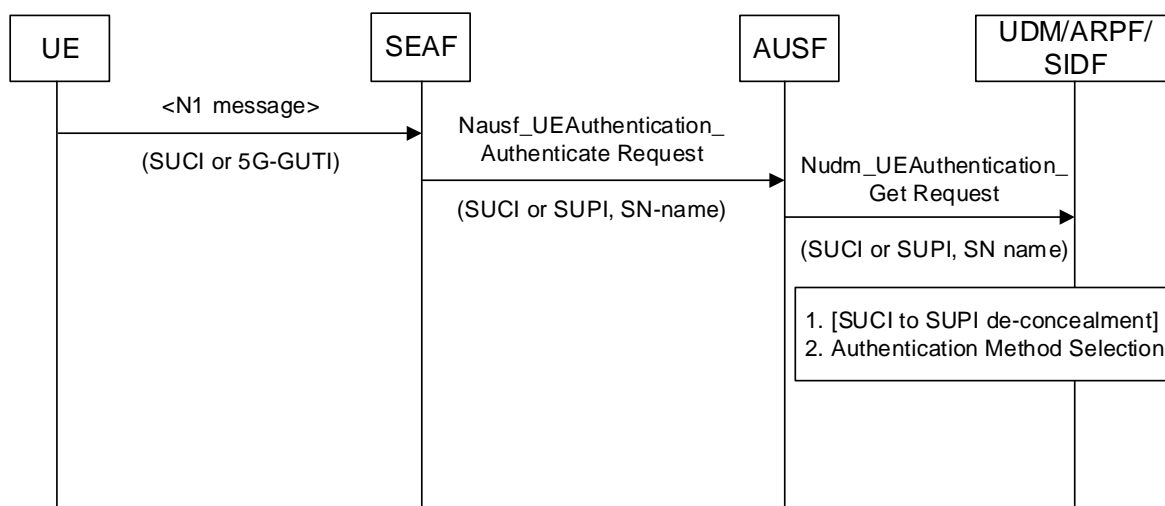 UE
SEAF
AUSF
UDM/ARPF/
SIDF
<N1 message>
(SUCI or 5G-GUTI)
Nausf_UEAuthentication_
Authenticate Request
(SUCI or SUPI, SN-name)
Nudm_UEAuthentication_
Get Request
(SUCI or SUPI, SN name)
1. [SUCI to SUPI de-concealment]
2. Authentication Method Selection